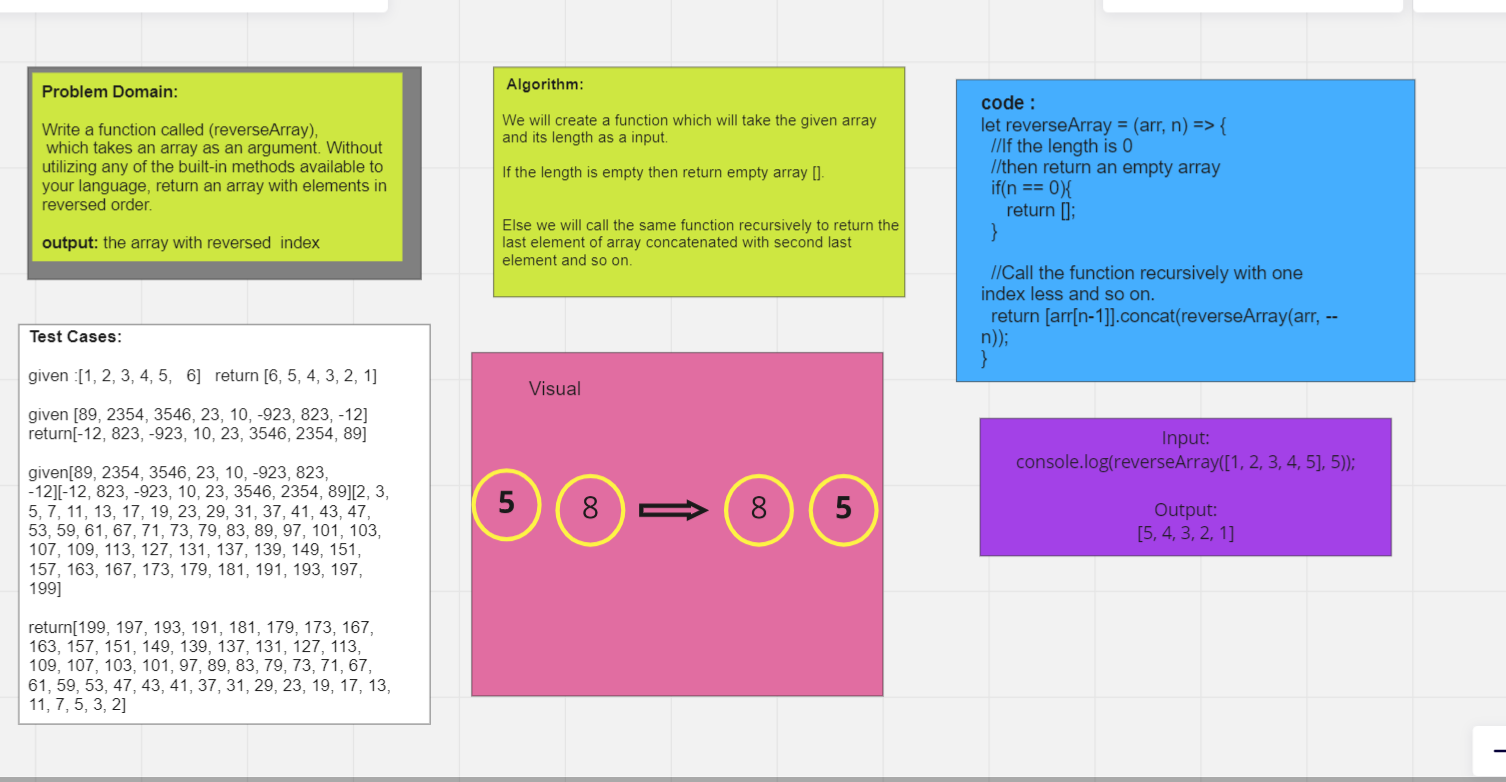 Problem Domain:
Write a function called (reverseArray),
which takes an array as an argument. Without
utilizing any of the built-in methods available to
your language, return an array with elements in
reversed order.
output: the array with reversed  index
Algorithm:
We will create a function which will take the given array
and its length as a input.
If the length is empty then return empty array [].
Else we will call the same function recursively to return the
last element of array concatenated with second last
element and so on.
code :
let reverseArray = (arr, n) => {
//If the length is 0
//then return an empty array
if(n == 0){
return [];
}
//Call the function recursively with one
index less and so on.
return [arr[n-1]].concat(reverseArray(arr, --
n));
}
Test Cases:
given :[1, 2, 3, 4, 5,   6]   return [6, 5, 4, 3, 2, 1]
given [89, 2354, 3546, 23, 10, -923, 823, -12]
return[-12, 823, -923, 10, 23, 3546, 2354, 89]
given[89, 2354, 3546, 23, 10, -923, 823,
-12][-12, 823, -923, 10, 23, 3546, 2354, 89][2, 3,
5, 7, 11, 13, 17, 19, 23, 29, 31, 37, 41, 43, 47,
53, 59, 61, 67, 71, 73, 79, 83, 89, 97, 101, 103,
107, 109, 113, 127, 131, 137, 139, 149, 151,
157, 163, 167, 173, 179, 181, 191, 193, 197,
199]
return[199, 197, 193, 191, 181, 179, 173, 167,
163, 157, 151, 149, 139, 137, 131, 127, 113,
109, 107, 103, 101, 97, 89, 83, 79, 73, 71, 67,
61, 59, 53, 47, 43, 41, 37, 31, 29, 23, 19, 17, 13,
11, 7, 5, 3, 2]
Visual
5 8 8 5
Input:
console.log(reverseArray([1, 2, 3, 4, 5], 5));
Output:
[5, 4, 3, 2, 1]